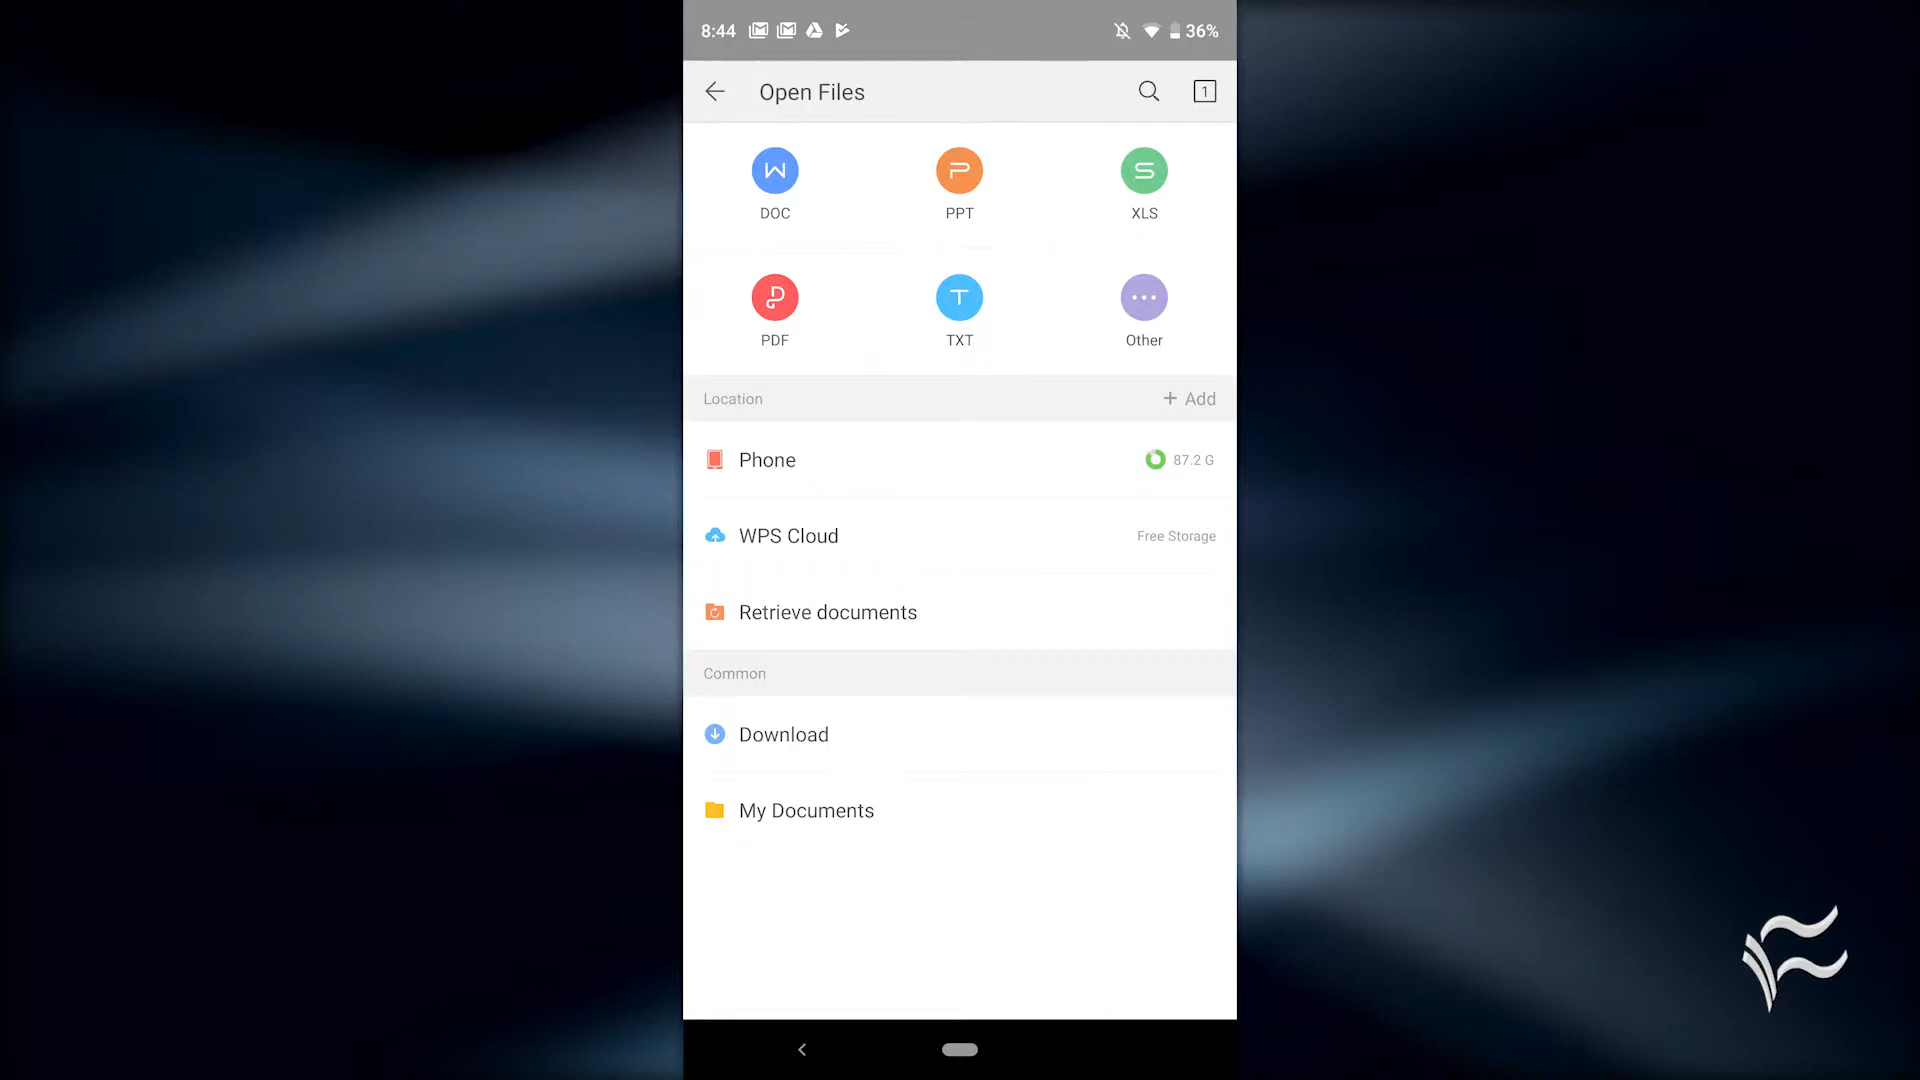 8:44 36%
Open Files 1
DOC PPT XLS
PDF TXT Other
Location + Add
Phone 87.2 G
WPS Cloud Free Storage
Retrieve documents
Common
Download
My Documents